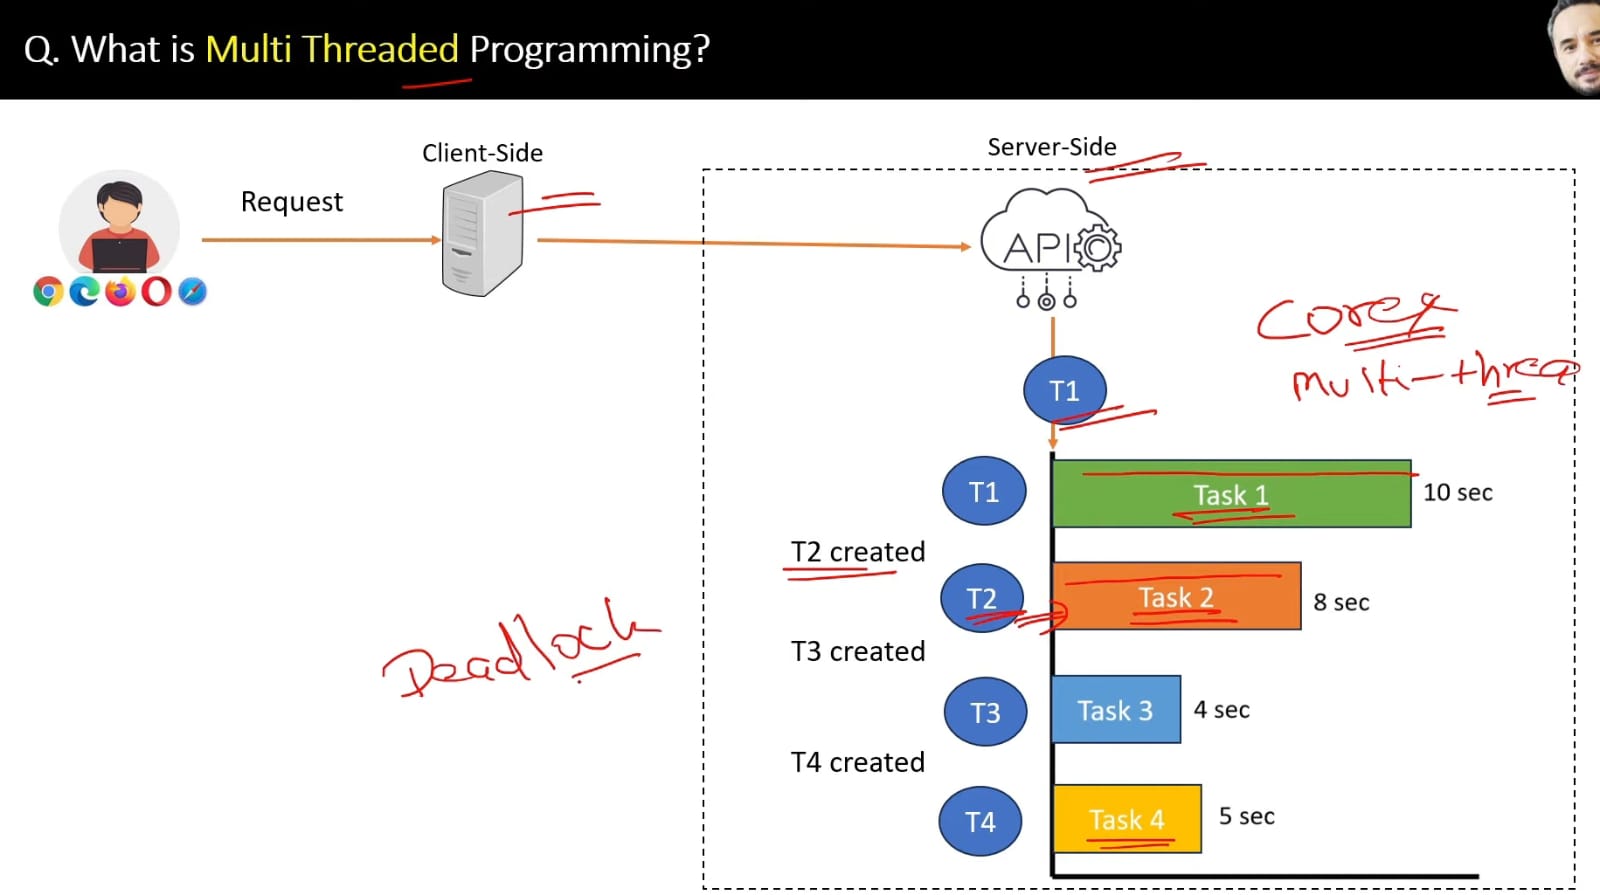 Q. What is Multi Threaded Programming?
Client-Side
Server-Side
Request
API
T1
T1
Task 1
10 sec
T2 created
T2
Task 2
8 sec
T3 created
T3
Task 3
4 sec
T4 created
T4
Task 4
5 sec
multi-threa
Deadlock